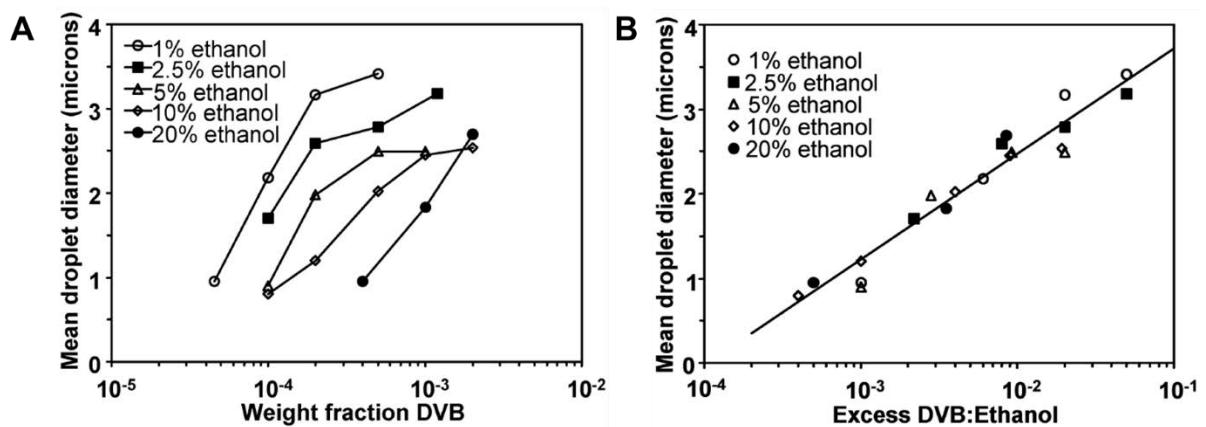 A
Mean droplet diameter (microns)
4
3
2
1
0
1% ethanol
2.5% ethanol
5% ethanol
10% ethanol
20% ethanol
10-5
10-4
10-3
10-2
Weight fraction DVB
B
Mean droplet diameter (microns)
4
3
2
1
0
1% ethanol
2.5% ethanol
5% ethanol
10% ethanol
20% ethanol
10-4
10-3
10-2
10-1
Excess DVB:Ethanol